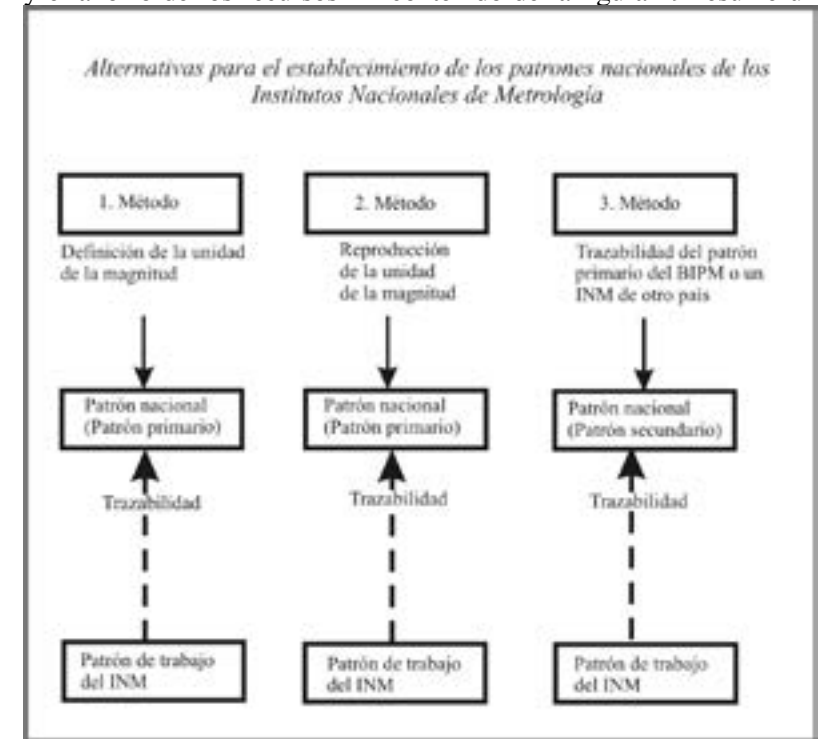 Alternativas para el establecimiento de los patrones nacionales de los
Institutos Nacionales de Metrología
1. Método
Definición de la unidad
de la magnitud
Patrón nacional
(Patrón primario)
Trazabilidad
Patrón de trabajo
del INM
2. Método
Reproducción
de la unidad
de la magnitud
Patrón nacional
(Patrón primario)
Trazabilidad
Patrón de trabajo
del INM
3. Método
Trazabilidad del patrón
primario del BIPM o un
INM de otro país
Patrón nacional
(Patrón secundario)
Trazabilidad
Patrón de trabajo
del INM